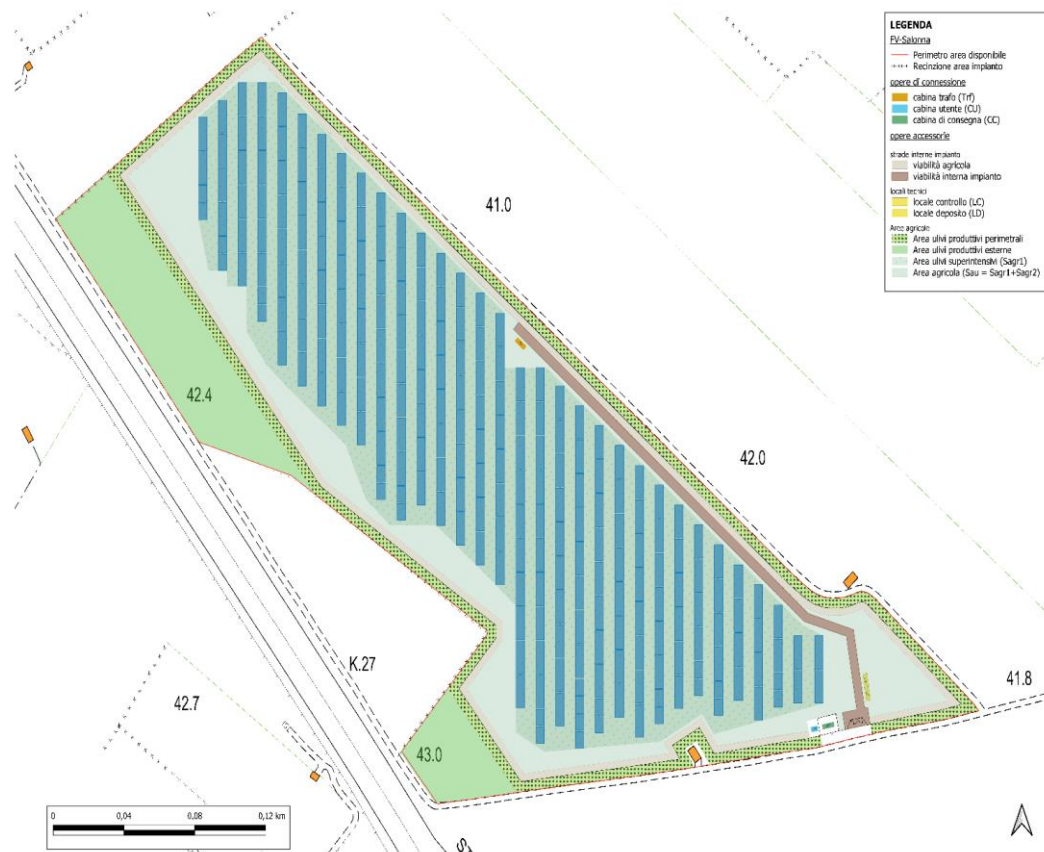 LEGENDA
FV-Salonna
Perimetro area disponibile
Recinzione area impianto
opere di connessione
cabina trafo (Trf)
cabina utente (CU)
cabina di consegna (CC)
opere accessorie
strade interne impianto
viabilità agricola
viabilità interna impianto
locali tecnici
locale controllo (LC)
locale deposito (LD)
Aree agricole
Area ulivi produttivi perimetrali
Area ulivi produttivi esterne
Area ulivi superintensivi (Sagr1)
Area agricola (Sau = Sagr1+Sagr2)
41.0
42.4
42.0
K.27
41.8
42.7
43.0
0 0,04 0,08 0,12 km